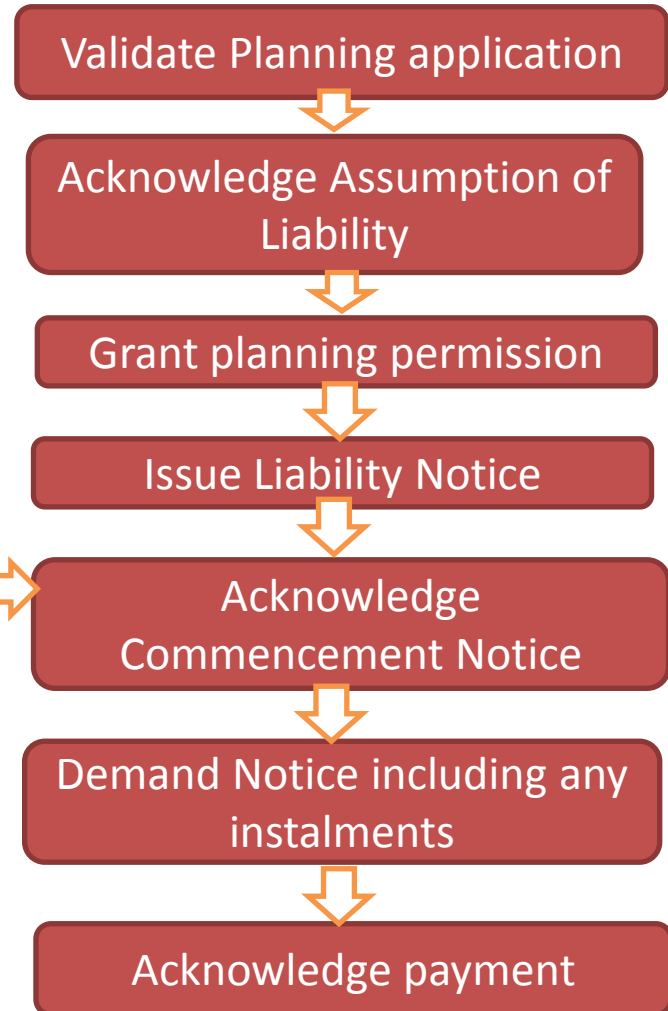 Validate Planning application
Acknowledge Assumption of
Liability
Grant planning permission
Issue Liability Notice
Acknowledge
Commencement Notice
Demand Notice including any
instalments
Acknowledge payment